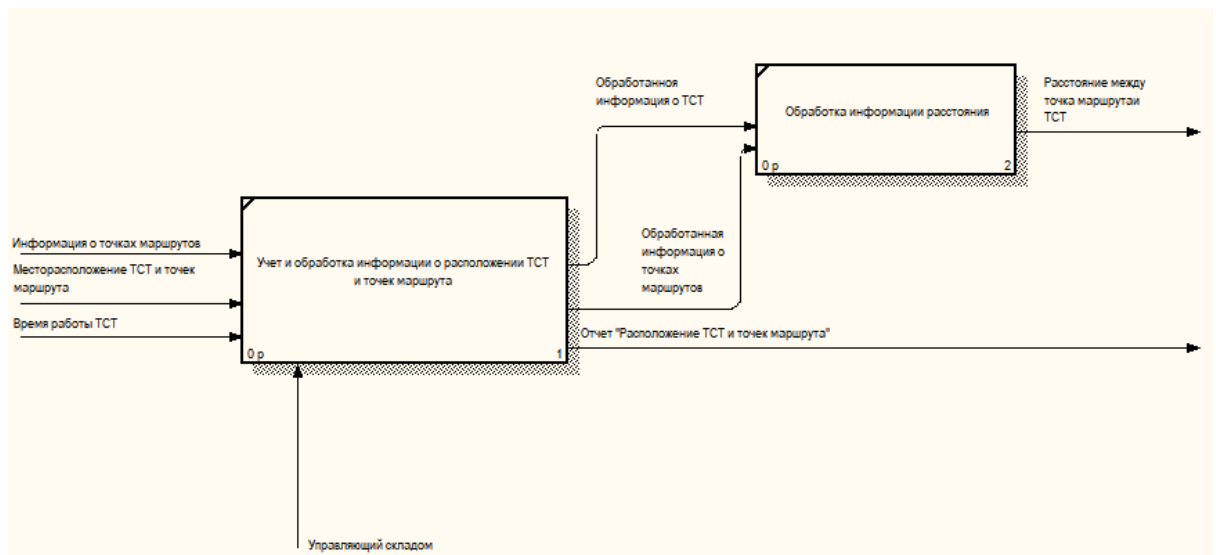 Обработанноя
информация о ТСТ
Обработка информации расстояния
0 р
2
Расстояние между
точка маршрутаи
ТСТ
Информация о точках маршрутов
Месторасположение ТСТ и точек
маршрута
Время работы ТСТ
Учет и обработка информации о расположении ТСТ
и точек маршрута
0 р
1
Обработанная
информация о
точках
маршрутов
Отчет "Расположение ТСТ и точек маршрута"
Управляющий складом